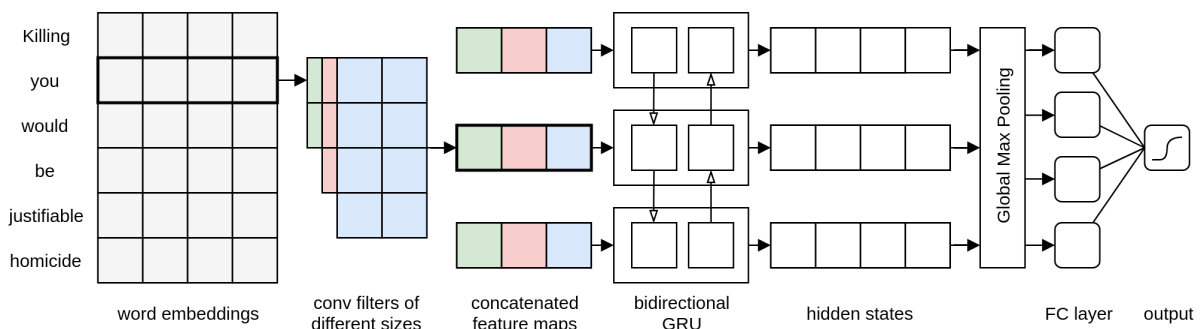 Killing
you
would
be
justifiable
homicide
word embeddings
conv filters of
different sizes
concatenated
feature maps
bidirectional
GRU
hidden states
Global Max Pooling
FC layer
output